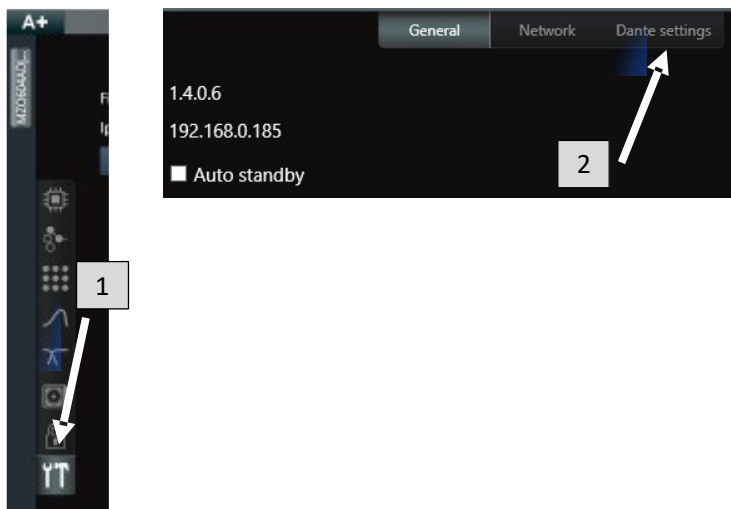 A+
General Network Dante settings
1.4.0.6
192.168.0.185
Auto standby
1
2